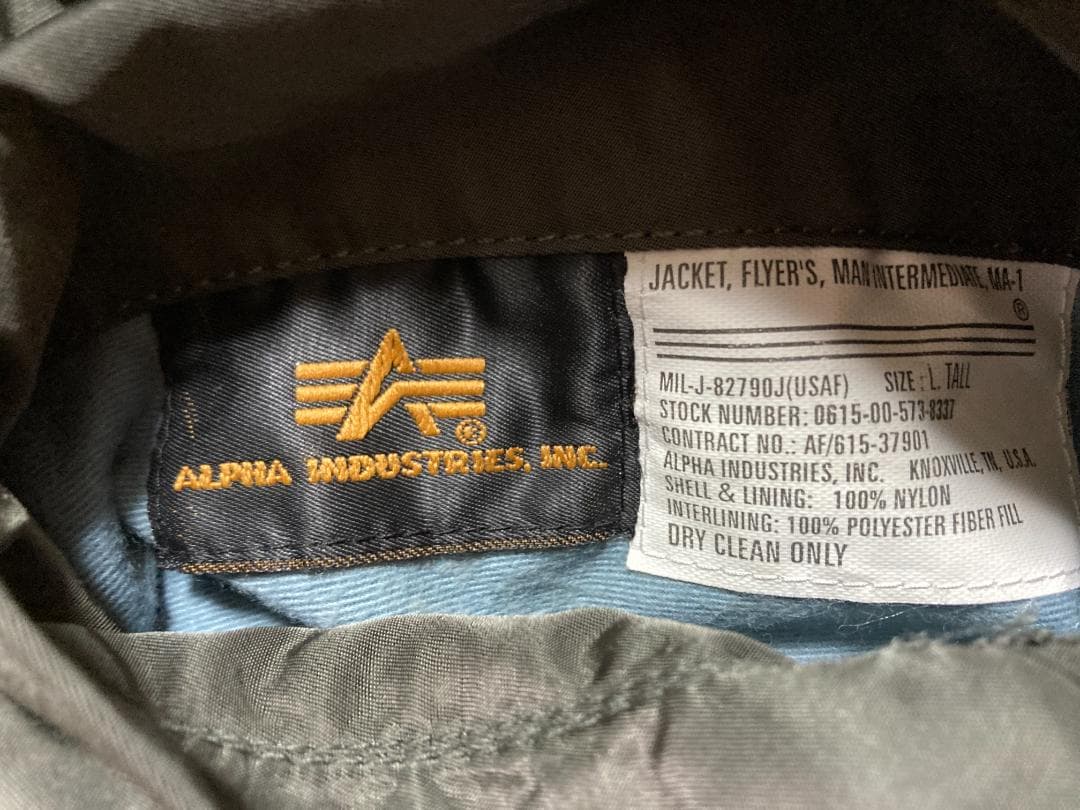 ALPHA INDUSTRIES, INC.
®
JACKET, FLYER'S, MAN INTERMEDIATE, MA-1
®
MIL-J-82790J(USAF) SIZE: L. TALL
STOCK NUMBER: 0615-00-573-8337
CONTRACT NO.: AF/615-37901
ALPHA INDUSTRIES, INC. KNOXVILLE, TN, U.S.A.
SHELL & LINING: 100% NYLON
INTERLINING: 100% POLYESTER FIBER FILL
DRY CLEAN ONLY